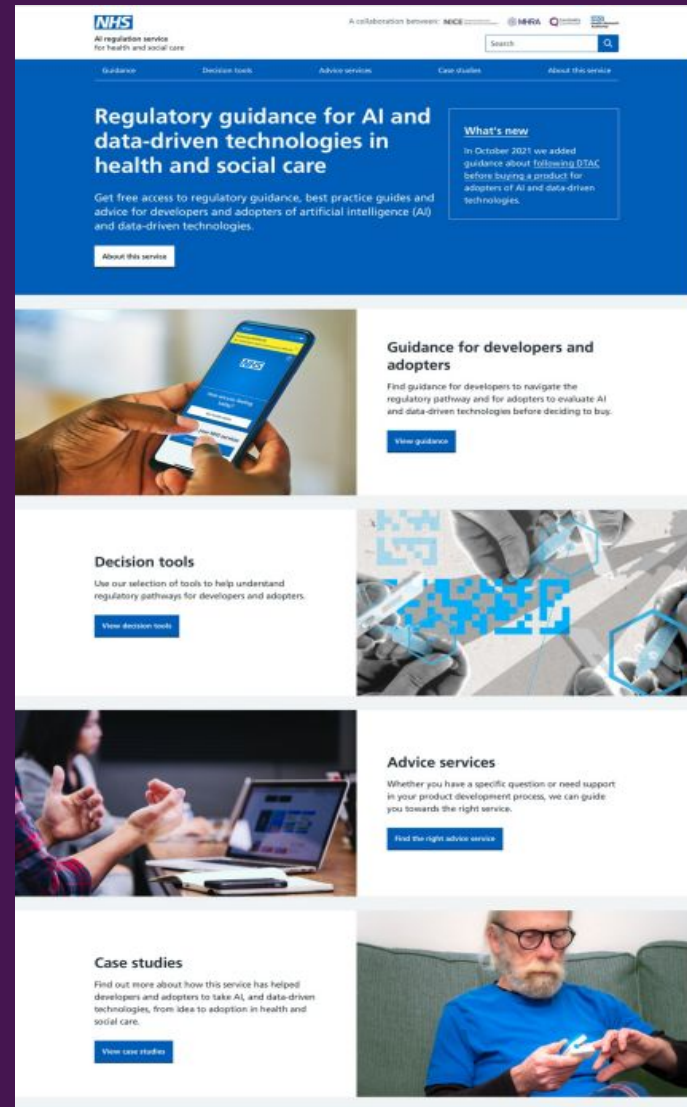 NHS
AI regulation service
for health and social care
A collaboration between: NICE
MHRA
Search
Guidance
Decision tools
Advice services
Case studies
About this service
Regulatory guidance for AI and
data-driven technologies in
health and social care
Get free access to regulatory guidance, best practice guides and
advice for developers and adopters of artificial intelligence (AI)
and data-driven technologies.
About this service
What's new
In October 2021 we added
guidance about following DTAC
before buying a product for
adopters of AI and data-driven
technologies.
NHS
Guidance for developers and
adopters
Find guidance for developers to navigate the
regulatory pathway and for adopters to evaluate AI
and data-driven technologies before deciding to buy.
View guidance
Decision tools
Use our selection of tools to help understand
regulatory pathways for developers and adopters.
View decision tools
Advice services
Whether you have a specific question or need support
in your product development process, we can guide
you towards the right service.
Find the right advice service
Case studies
Find out more about how this service has helped
developers and adopters to take AI, and data-driven
technologies, from idea to adoption in health and
social care.
View case studies